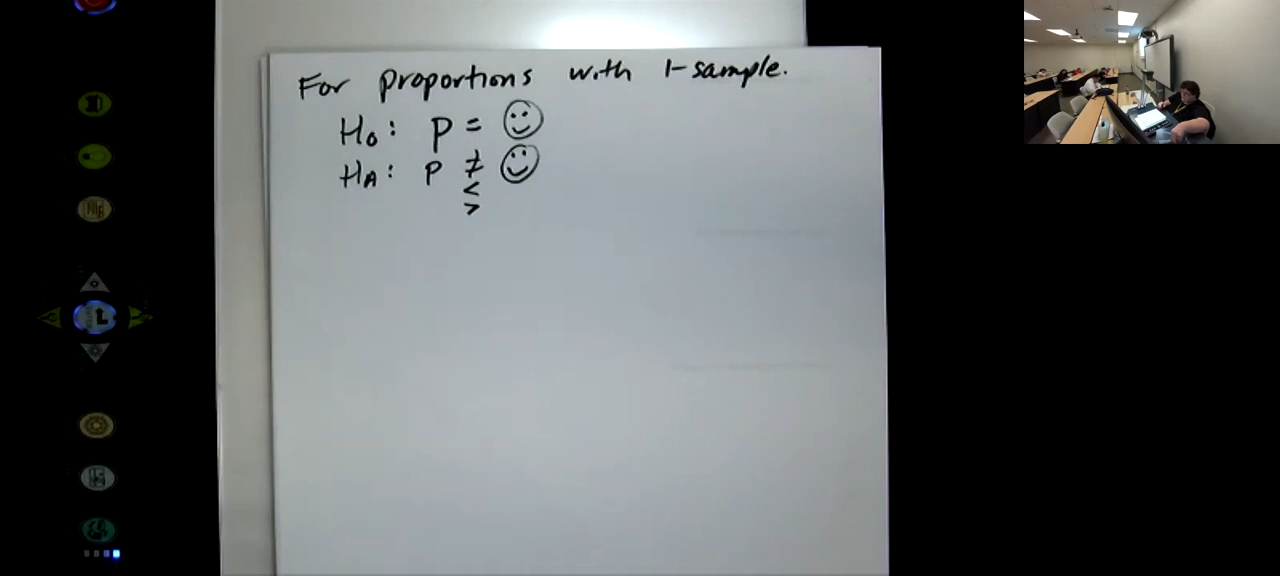 For proportions with 1-sample.
H₀: p = ☺
Hₐ: p ≠ ☺
<
>